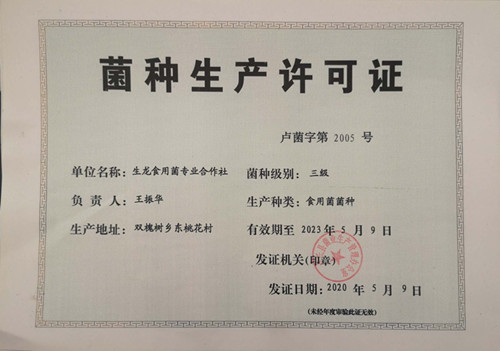 菌种生产许可证
卢菌字第 2005 号
单位名称：生龙食用菌专业合作社
菌种级别：三级
负责人 王振华
生产种类：食用菌菌种
生产地址：双槐树乡东桃花村
有效期至 2023 年 5 月 9 日
发证机关(印章)
发证日期：2020 年 5 月 9 日
(未经年度审验此证无效)